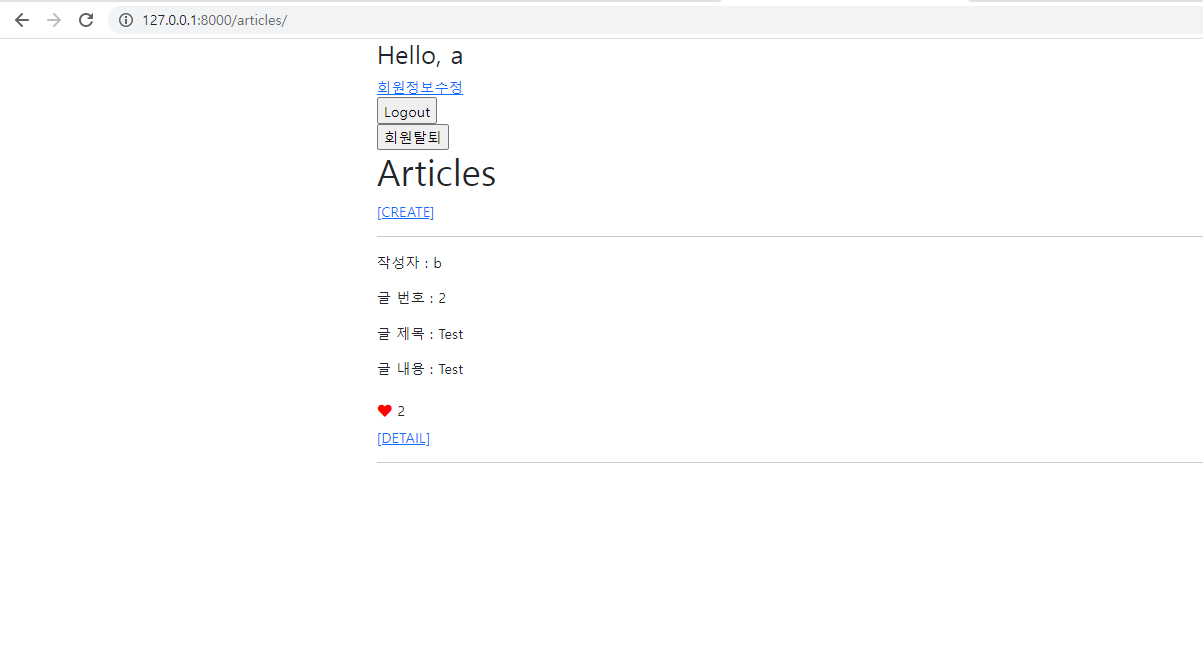 127.0.0.1:8000/articles/
Hello, a
회원정보수정
Logout
회원탈퇴
Articles
[CREATE]
작성자 : b
글 번호 : 2
글 제목 : Test
글 내용 : Test
2
[DETAIL]